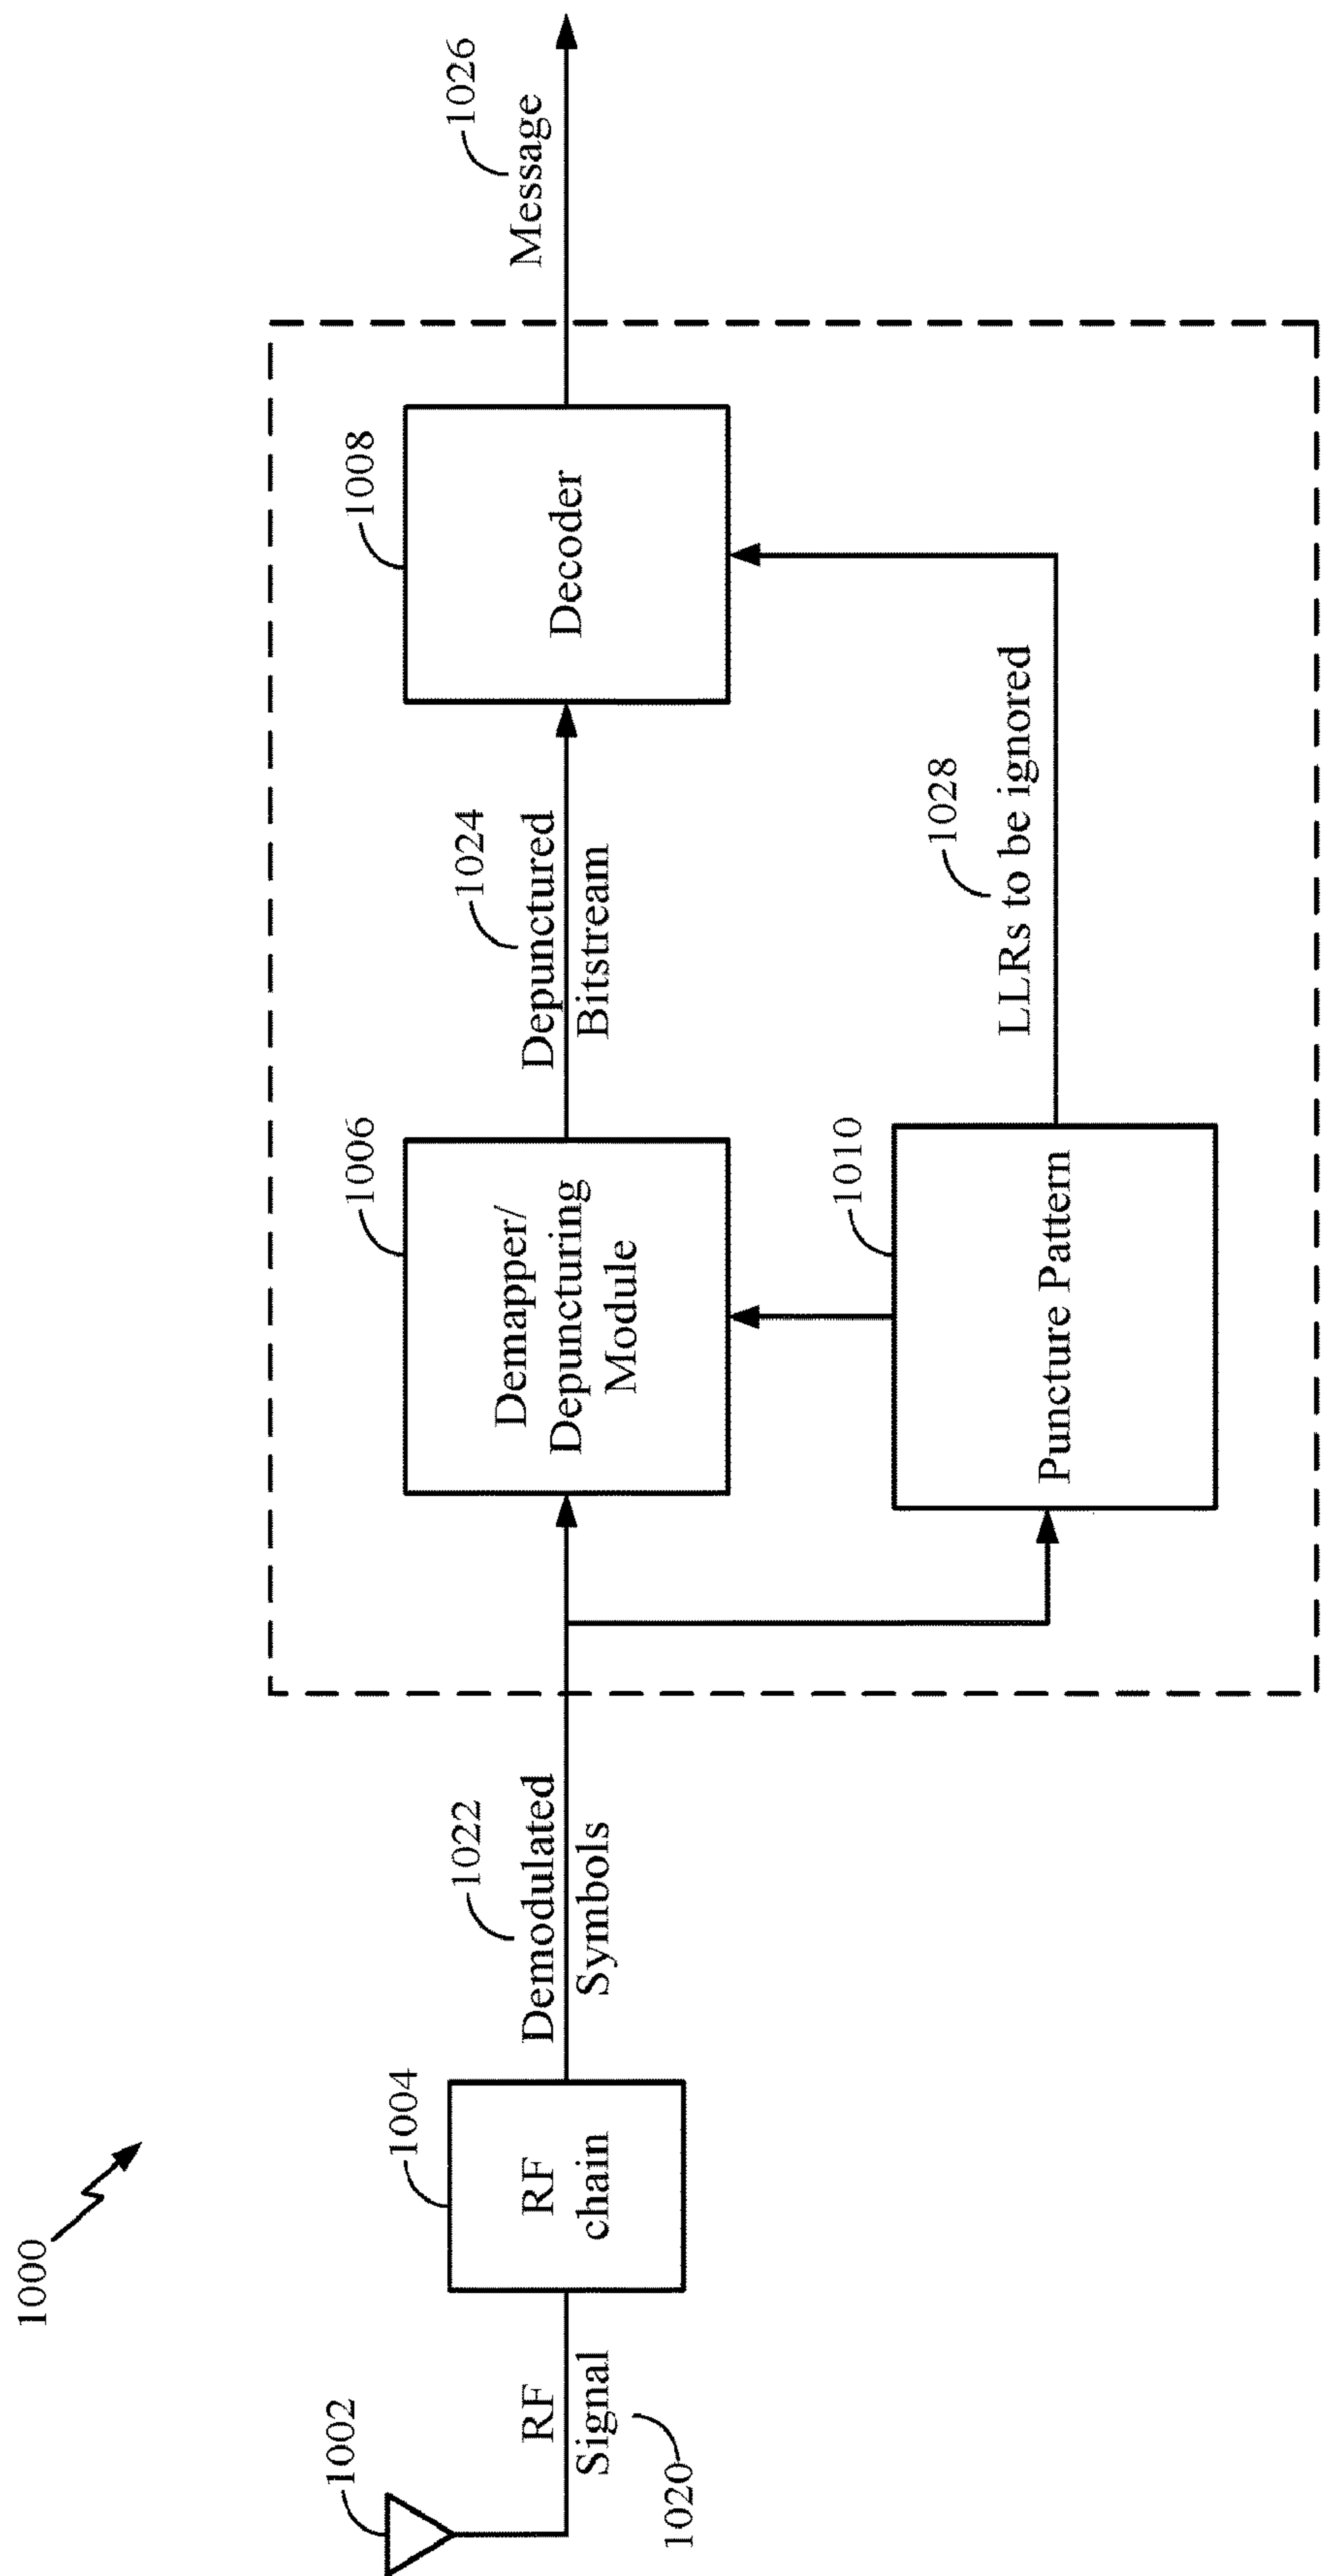 1000
1002
RF
Signal
1020
1004
RF
chain
1022
Demodulated
Symbols
1006
Demapper/
Depuncturing
Module
1010
Puncture Pattern
1024
Depunctured
Bitstream
1028
LLRs to be ignored
1008
Decoder
1026
Message